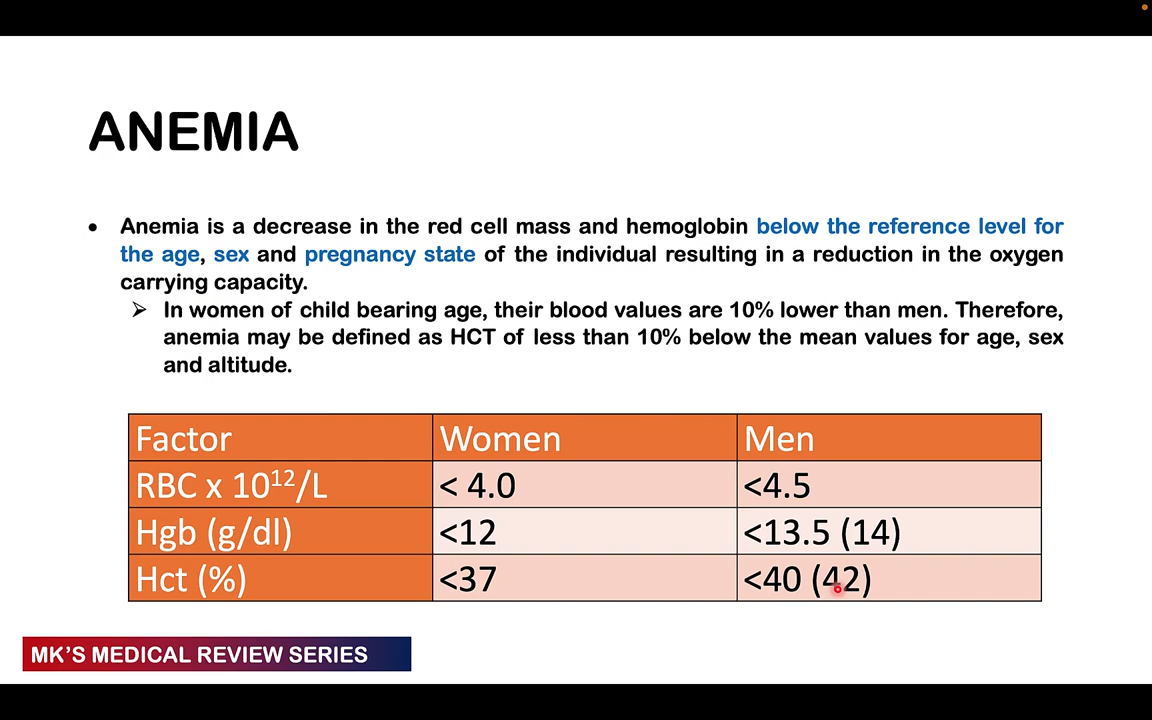 ANEMIA
• Anemia is a decrease in the red cell mass and hemoglobin below the reference level for
the age, sex and pregnancy state of the individual resulting in a reduction in the oxygen
carrying capacity.
➢ In women of child bearing age, their blood values are 10% lower than men. Therefore,
anemia may be defined as HCT of less than 10% below the mean values for age, sex
and altitude.
Factor Women Men
RBC x 10¹²/L < 4.0 <4.5
Hgb (g/dl) <12 <13.5 (14)
Hct (%) <37 <40 (42)
MK'S MEDICAL REVIEW SERIES